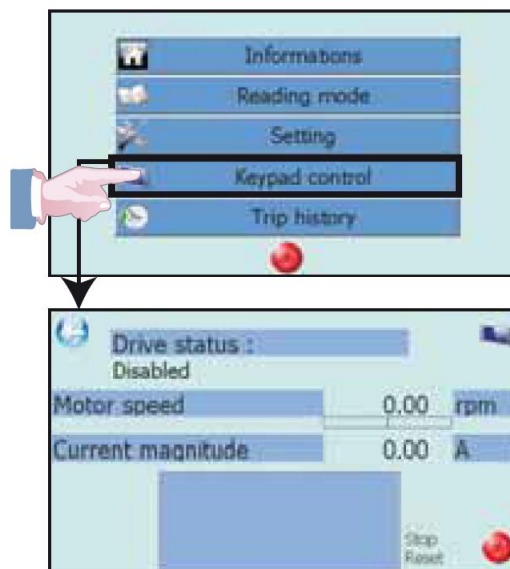 Informations
Reading mode
Setting
Keypad control
Trip history
Drive status :
Disabled
Motor speed 0.00 rpm
Current magnitude 0.00 A
Stop
Reset